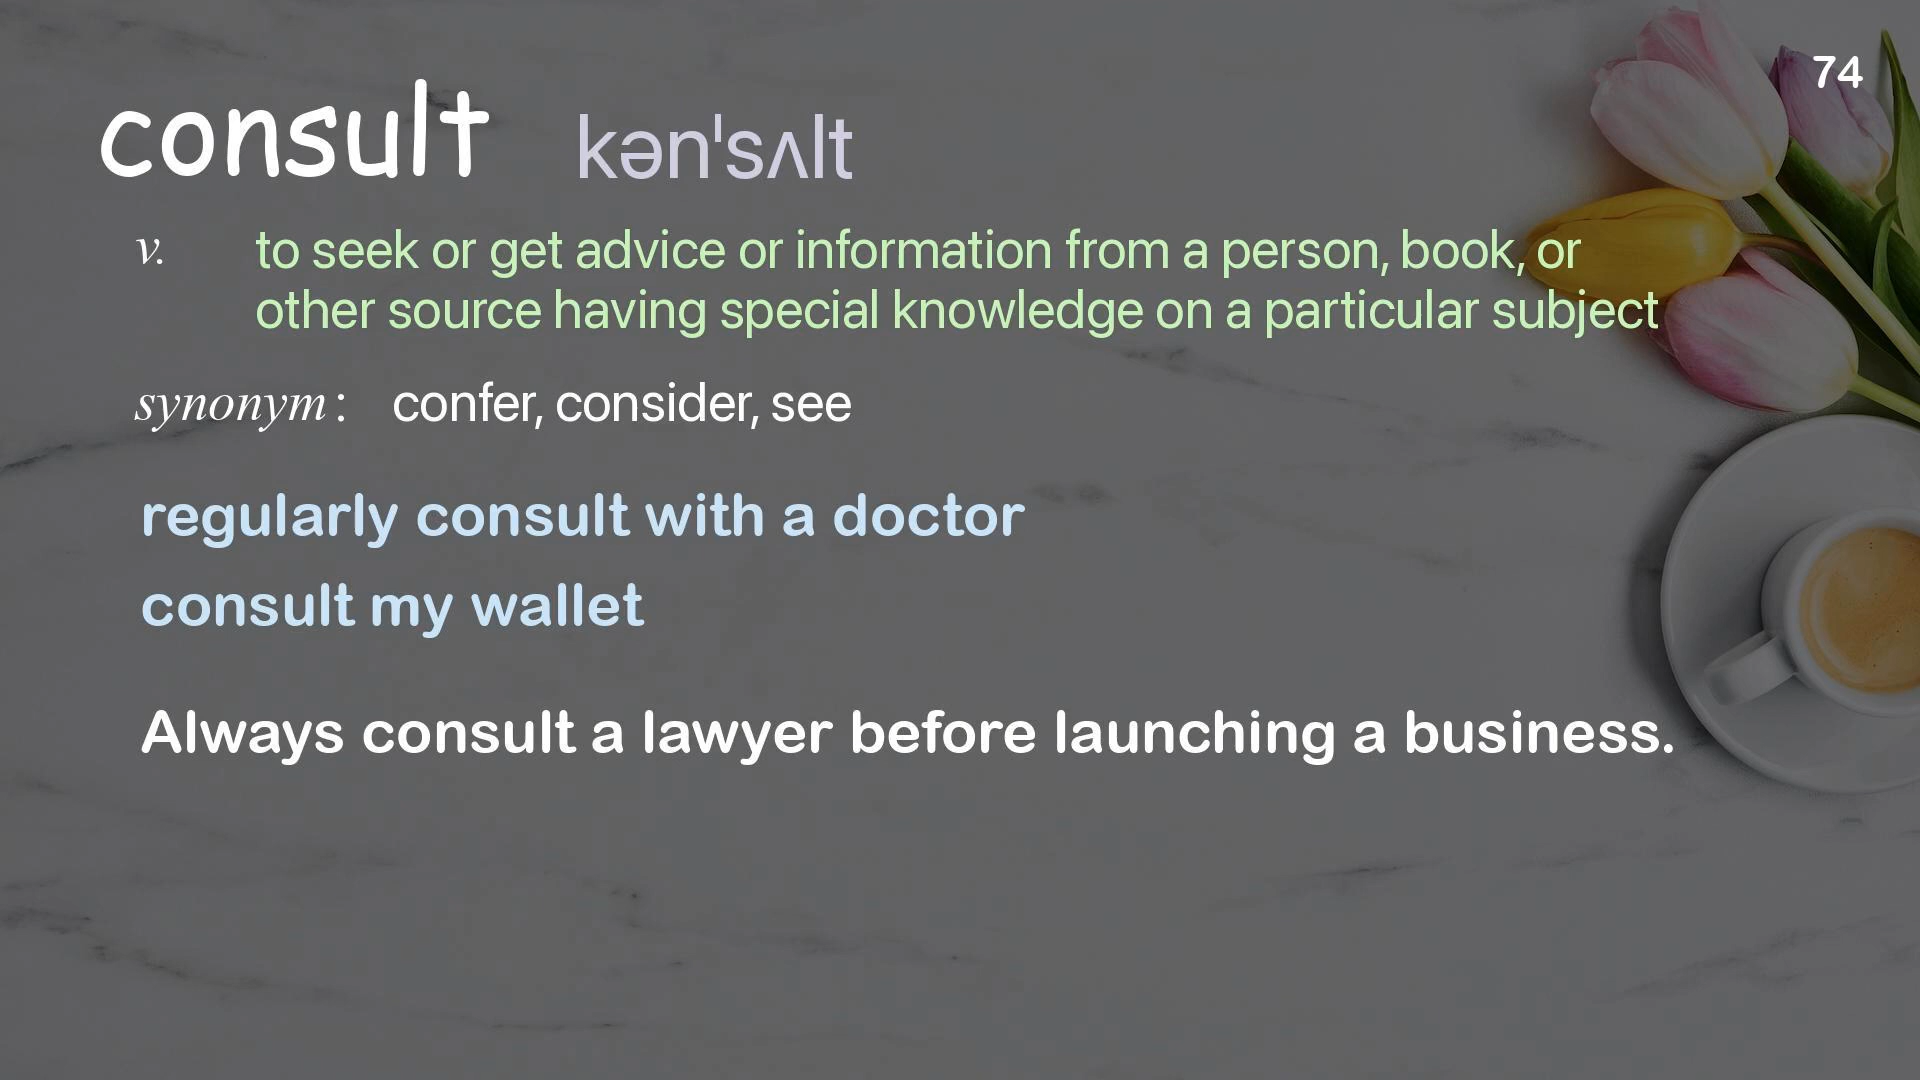 74
consult kən'sʌlt
v. to seek or get advice or information from a person, book, or
other source having special knowledge on a particular subject
synonym : confer, consider, see
regularly consult with a doctor
consult my wallet
Always consult a lawyer before launching a business.